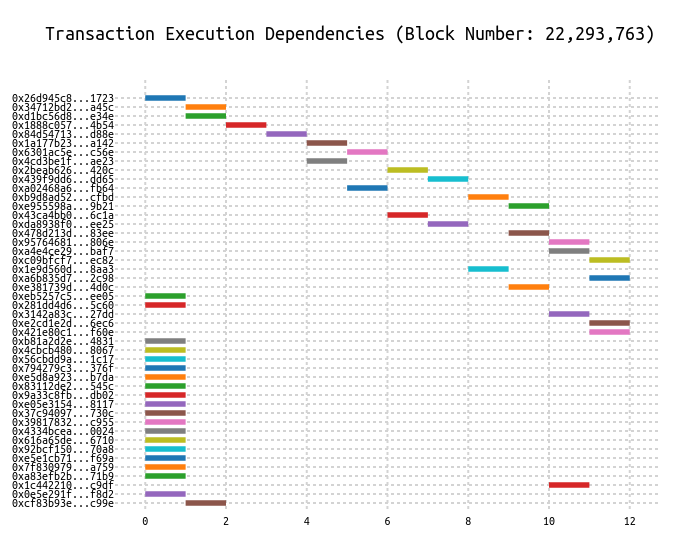 Transaction Execution Dependencies (Block Number: 22,293,763)
0x26d945c8...1723
0x34712bd2...a45c
0xd1bc56d8...e34e
0x1888c057...4b54
0x84d54713...d88e
0x1a177b23...a142
0x6301ac5e...c56e
0x4cd3be1f...ae23
0x2beab626...420c
0x439f9dd6...dd65
0xa02468a6...fb64
0xb9d8ad52...cfbd
0xe955598a...9b21
0x43ca4bb0...6c1a
0xda8938f0...ee25
0x478d213d...83ee
0x95764681...806e
0xa4e4ce29...baf7
0xc09bfcf7...ec82
0x1e9d560d...8aa3
0xa6b835d7...2c98
0xe381739d...4d0c
0xeb5257c5...ee05
0x281dd4d6...5c60
0x3142a83c...27dd
0xe2cd1e2d...6ec6
0x421e80c1...f60e
0xb81a2d2e...4831
0x4cbcb480...8067
0x56cbdd9a...1c17
0x794279c3...376f
0xe5d8a923...b7da
0x83112de2...545c
0x9a33c8fb...db02
0xe05e3154...8117
0x37c94097...730c
0x39817832...c955
0x4334bcea...0024
0x616a65de...6710
0x92bcf150...70a8
0xe5e1cb71...f69a
0x7f830979...a759
0xa83efb2b...71b9
0x1c442210...c9df
0x0e5e291f...f8d2
0xcf83b93e...c99e
0 2 4 6 8 10 12